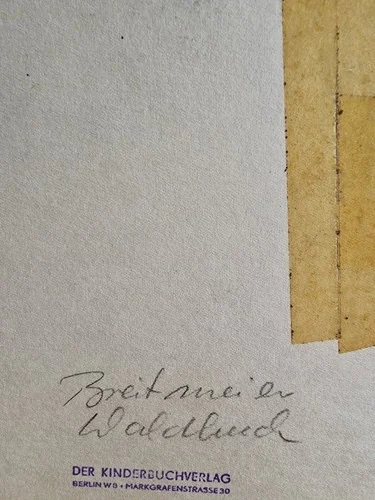 Breitmeier
Waldbuch
DER KINDERBUCHVERLAG
BERLIN W 8 • MARKGRAFENSTRASSE 30